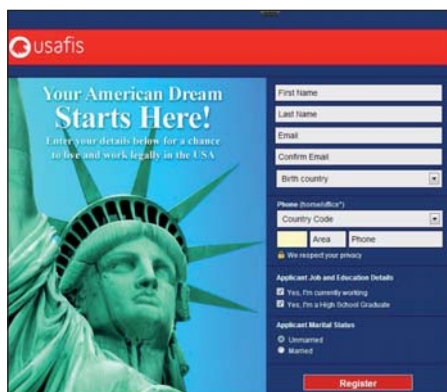 usafis
Your American Dream
Starts Here!
Enter your details below for a chance
to live and work legally in the USA
First Name
Last Name
Email
Confirm Email
Birth country
Phone (home/office*)
Country Code
Area
Phone
We respect your privacy
Applicant Job and Education Details
Yes, I'm currently working
Yes, I'm a High School Graduate
Applicant Marital Status
Unmarried
Married
Register